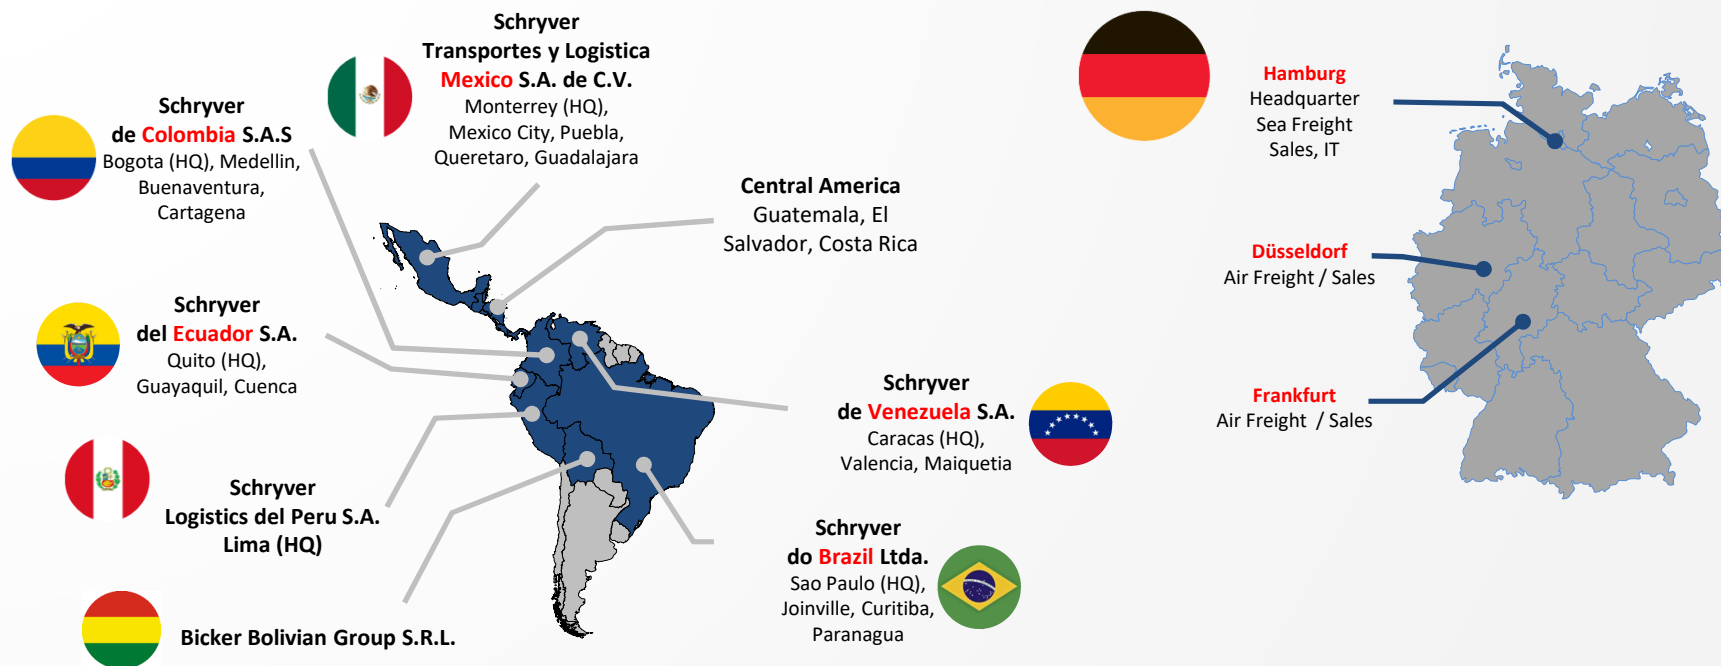 Schryver
Transportes y Logistica
Mexico S.A. de C.V.
Monterrey (HQ),
Mexico City, Puebla,
Queretaro, Guadalajara
Schryver
de Colombia S.A.S
Bogota (HQ), Medellin,
Buenaventura,
Cartagena
Central America
Guatemala, El
Salvador, Costa Rica
Schryver
del Ecuador S.A.
Quito (HQ),
Guayaquil, Cuenca
Schryver
de Venezuela S.A.
Caracas (HQ),
Valencia, Maiquetia
Schryver
Logistics del Peru S.A.
Lima (HQ)
Schryver
do Brazil Ltda.
Sao Paulo (HQ),
Joinville, Curitiba,
Paranagua
Bicker Bolivian Group S.R.L.
Hamburg
Headquarter
Sea Freight
Sales, IT
Düsseldorf
Air Freight / Sales
Frankfurt
Air Freight / Sales